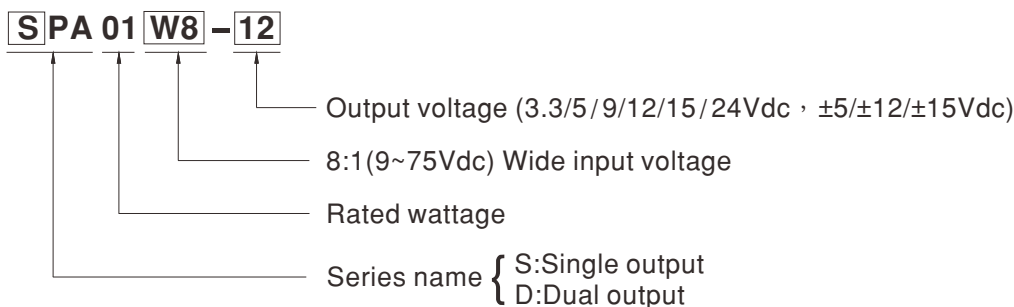 SPA 01 W8 – 12
Output voltage (3.3/5/9/12/15/24Vdc，±5/±12/±15Vdc)
8:1(9~75Vdc) Wide input voltage
Rated wattage
Series name { S:Single output
D:Dual output